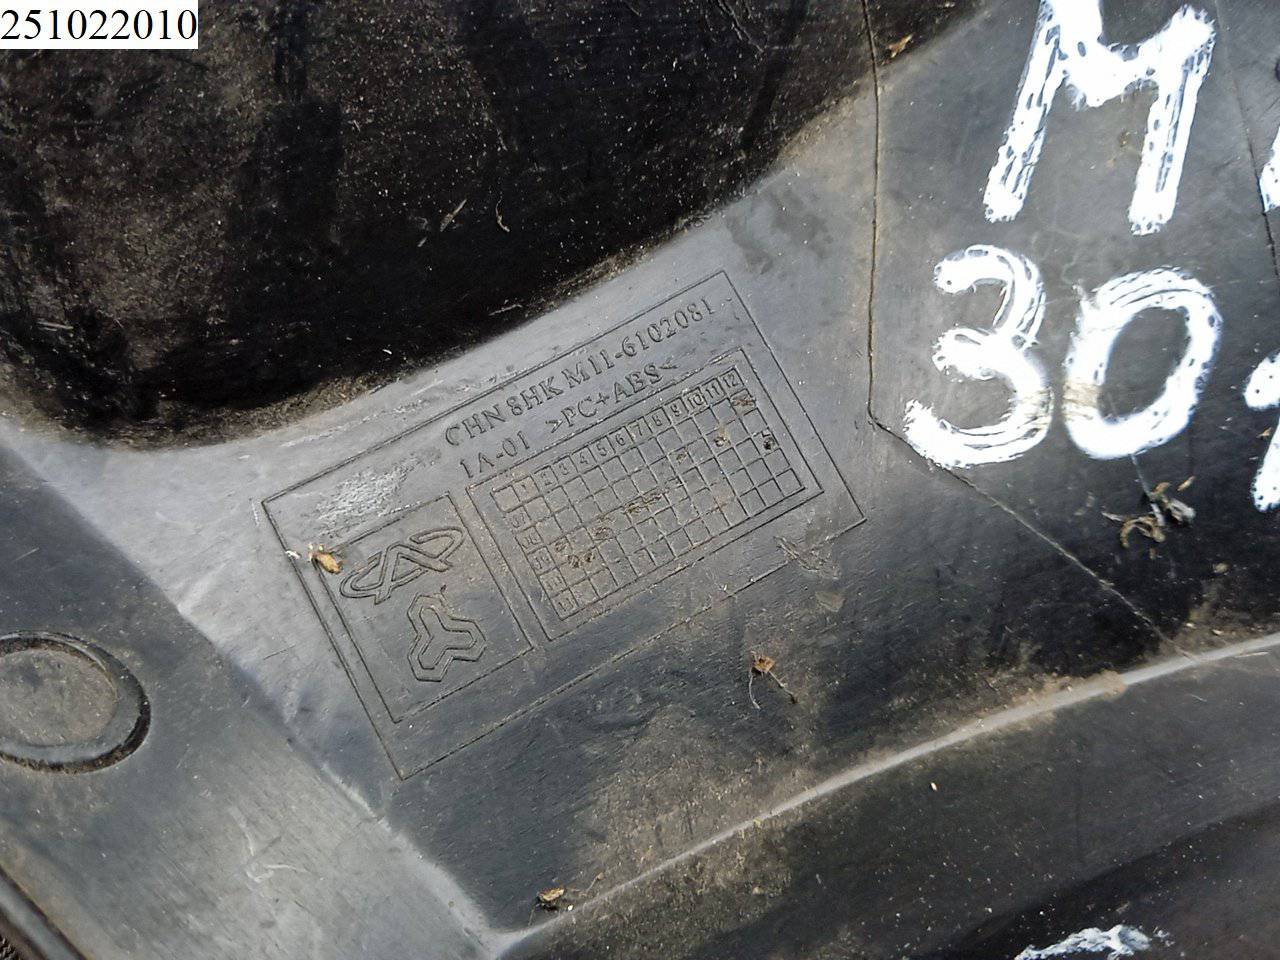 251022010
CHN 8HK M11-6102081
1A-01 >PC+ABS<
1 2 3 4 5 6 7 8 9 10 11 12
M
30.